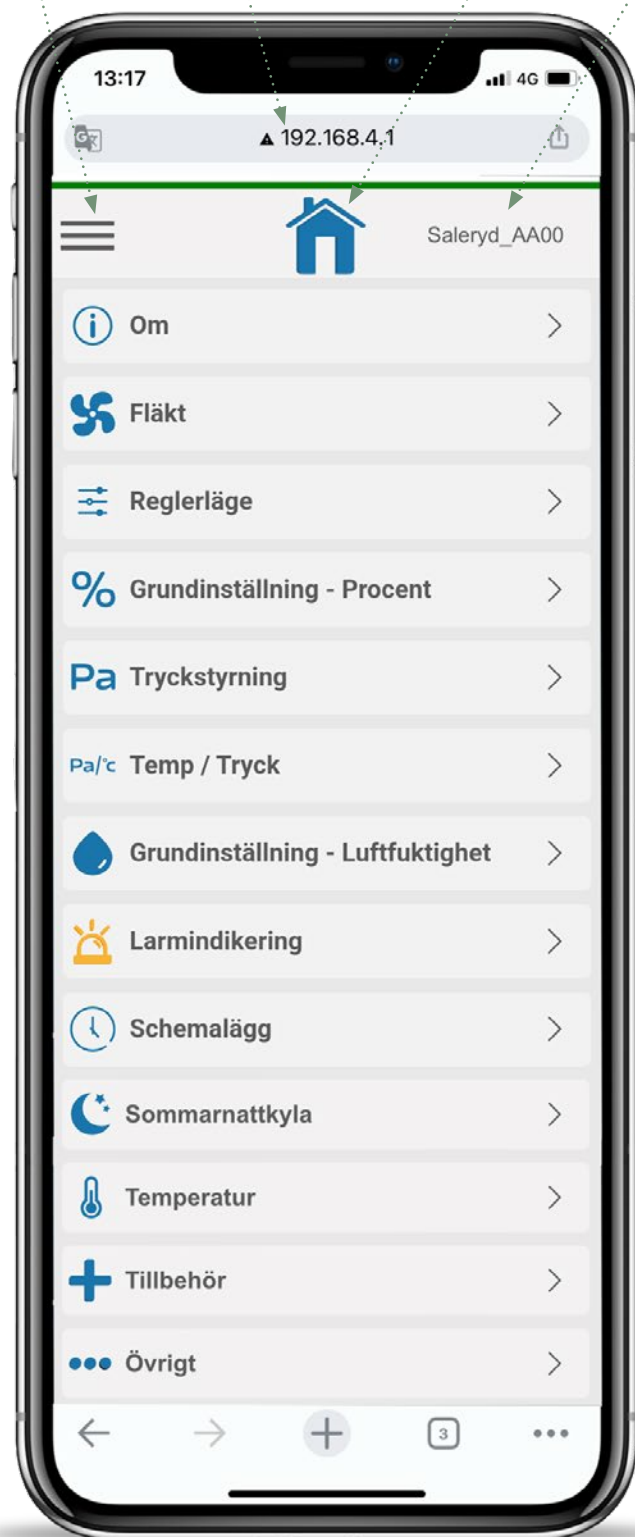 13:17
4G
192.168.4.1
Saleryd_AA00
Om
Fläkt
Reglerläge
% Grundinställning - Procent
Pa Tryckstyrning
Pa/°c Temp / Tryck
Grundinställning - Luftfuktighet
Larmindikering
Schemalägg
Sommarnattkyla
Temperatur
Tillbehör
Övrigt
3